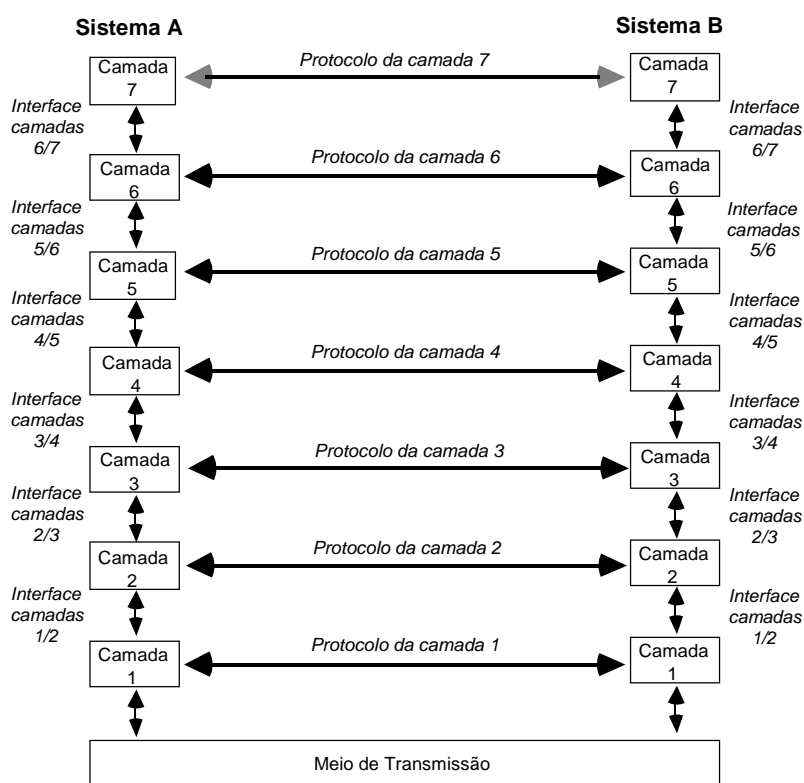 Sistema A
Sistema B
Protocolo da camada 7
Camada
7
Camada
7
Interface
camadas
6/7
Interface
camadas
6/7
Protocolo da camada 6
Camada
6
Camada
6
Interface
camadas
5/6
Interface
camadas
5/6
Protocolo da camada 5
Camada
5
Camada
5
Interface
camadas
4/5
Interface
camadas
4/5
Protocolo da camada 4
Camada
4
Camada
4
Interface
camadas
3/4
Interface
camadas
3/4
Protocolo da camada 3
Camada
3
Camada
3
Interface
camadas
2/3
Interface
camadas
2/3
Protocolo da camada 2
Camada
2
Camada
2
Interface
camadas
1/2
Interface
camadas
1/2
Protocolo da camada 1
Camada
1
Camada
1
Meio de Transmissão